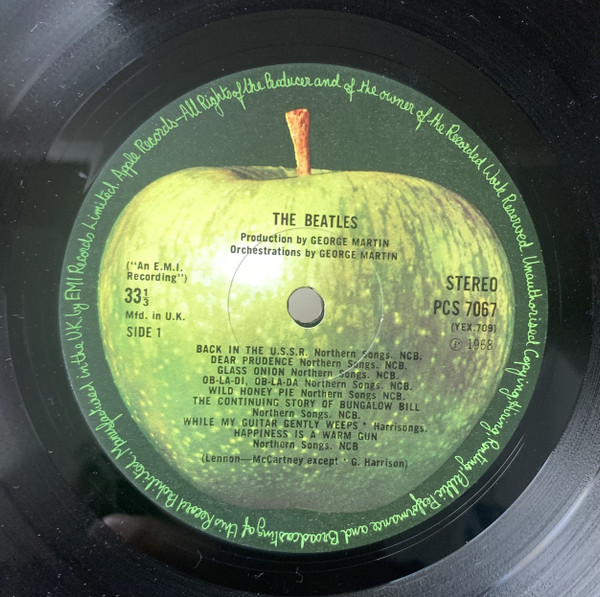 THE BEATLES
Production by GEORGE MARTIN
Orchestrations by GEORGE MARTIN
("An E.M.I.
Recording")
33⅓
Mfd. in U.K.
SIDE 1
STEREO
PCS 7067
(YEX.709)
℗ 1968
BACK IN THE U.S.S.R. Northern Songs. NCB.
DEAR PRUDENCE Northern Songs. NCB.
GLASS ONION Northern Songs. NCB.
OB-LA-DI, OB-LA-DA Northern Songs. NCB.
WILD HONEY PIE Northern Songs. NCB.
THE CONTINUING STORY OF BUNGALOW BILL
Northern Songs. NCB.
WHILE MY GUITAR GENTLY WEEPS * Harrisongs.
HAPPINESS IS A WARM GUN
Northern Songs. NCB
(Lennon—McCartney except * G. Harrison)
Apple Records—All Rights of the Producer and of the owner of the Recorded Work Reserved. Unauthorised Copying, Hiring, Renting, Public Performance and Broadcasting of this Record Prohibited. Manufactured in the UK by EMI Records Limited.